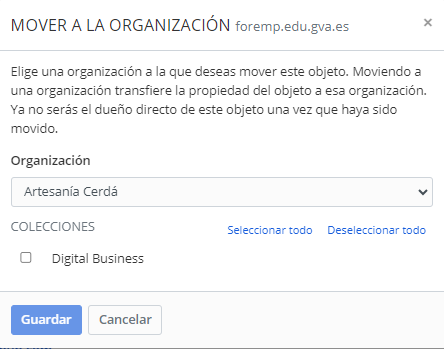 MOVER A LA ORGANIZACIÓN foremp.edu.gva.es ×
Elige una organización a la que deseas mover este objeto. Moviendo a
una organización transfiere la propiedad del objeto a esa organización.
Ya no serás el dueño directo de este objeto una vez que haya sido
movido.
Organización
Artesanía Cerdá
COLECCIONES Seleccionar todo Deseleccionar todo
Digital Business
Guardar Cancelar